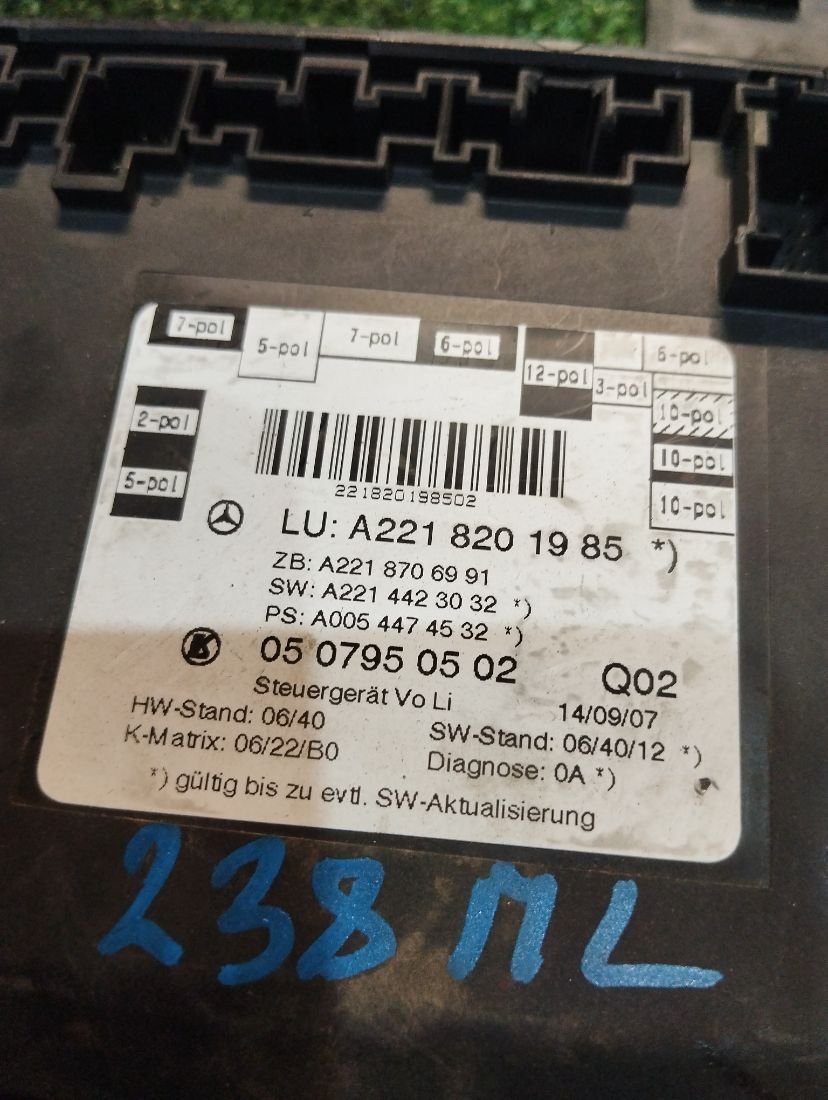 7-pol
5-pol
7-pol
6-pol
12-pol
3-pol
6-pol
10-pol
10-pol
10-pol
2-pol
5-pol
221820198502
LU: A221 820 19 85 *)
ZB: A221 870 69 91
SW: A221 442 30 32 *)
PS: A005 447 45 32 *)
05 0795 05 02 Q02
Steuergerät Vo Li 14/09/07
HW-Stand: 06/40 SW-Stand: 06/40/12 *)
K-Matrix: 06/22/B0 Diagnose: 0A *)
*) gültig bis zu evtl. SW-Aktualisierung
238 ML